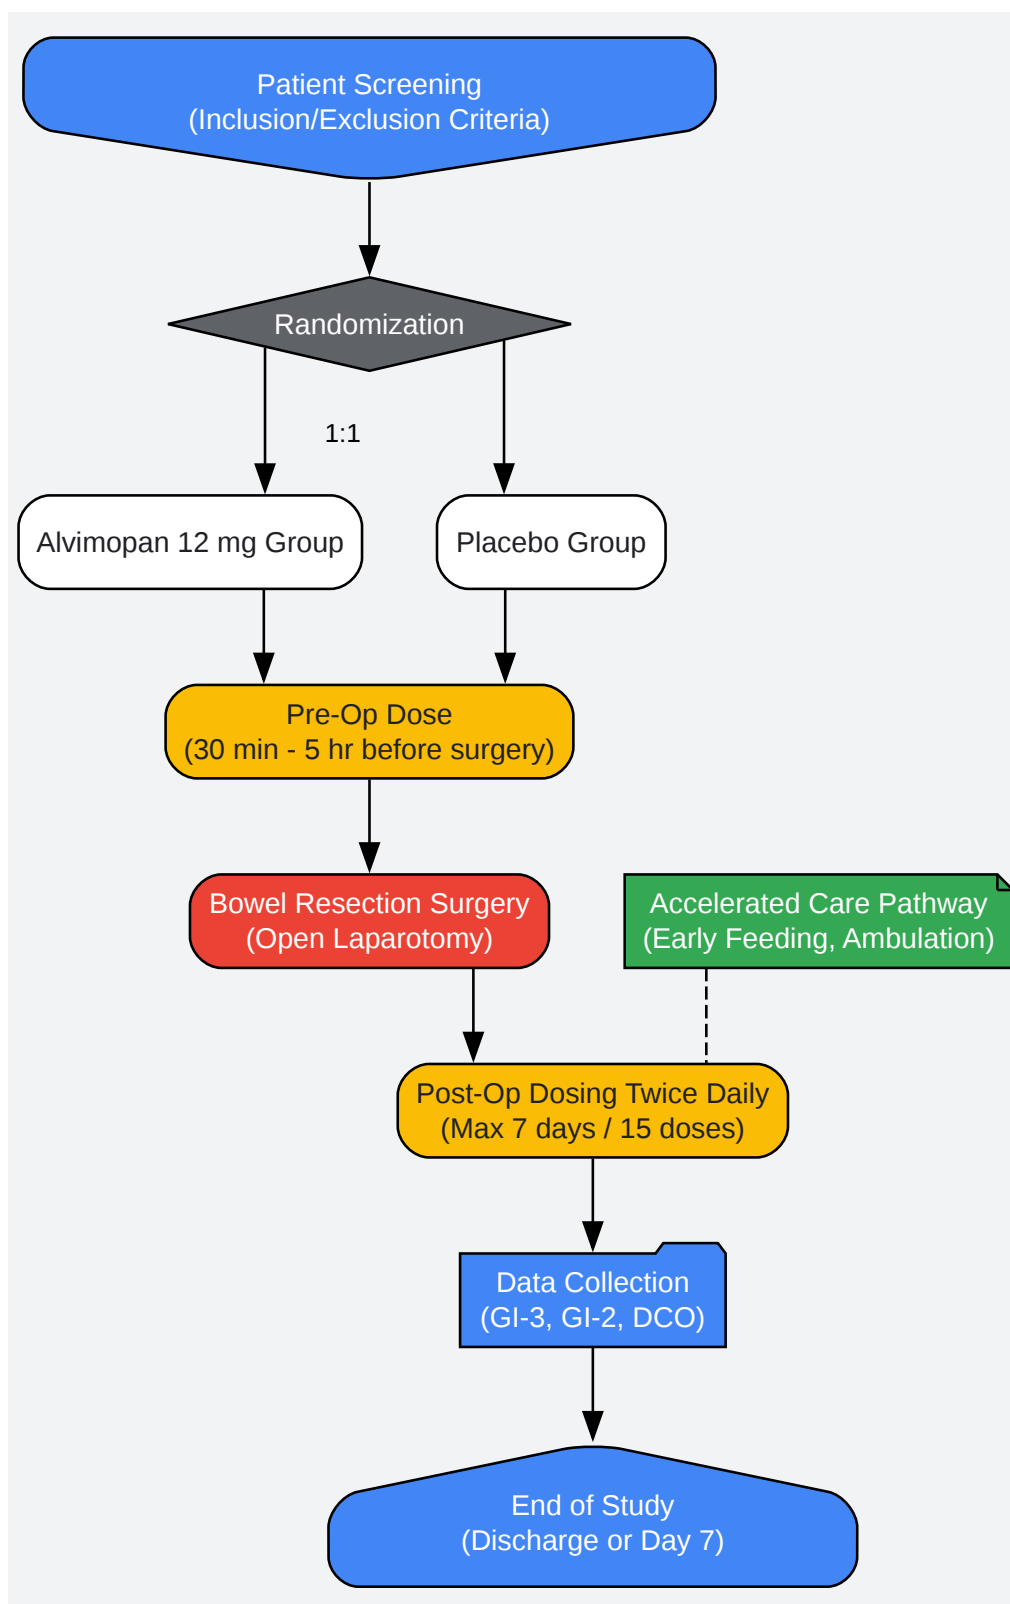 Patient Screening
(Inclusion/Exclusion Criteria)
Randomization
1:1
Alvimopan 12 mg Group
Placebo Group
Pre-Op Dose
(30 min - 5 hr before surgery)
Bowel Resection Surgery
(Open Laparotomy)
Accelerated Care Pathway
(Early Feeding, Ambulation)
Post-Op Dosing Twice Daily
(Max 7 days / 15 doses)
Data Collection
(GI-3, GI-2, DCO)
End of Study
(Discharge or Day 7)